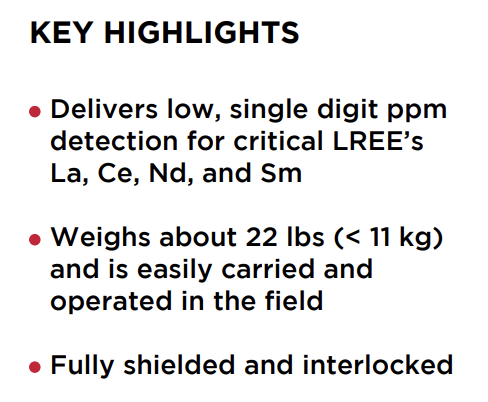 KEY HIGHLIGHTS
• Delivers low, single digit ppm
detection for critical LREE’s
La, Ce, Nd, and Sm
• Weighs about 22 lbs (< 11 kg)
and is easily carried and
operated in the field
• Fully shielded and interlocked